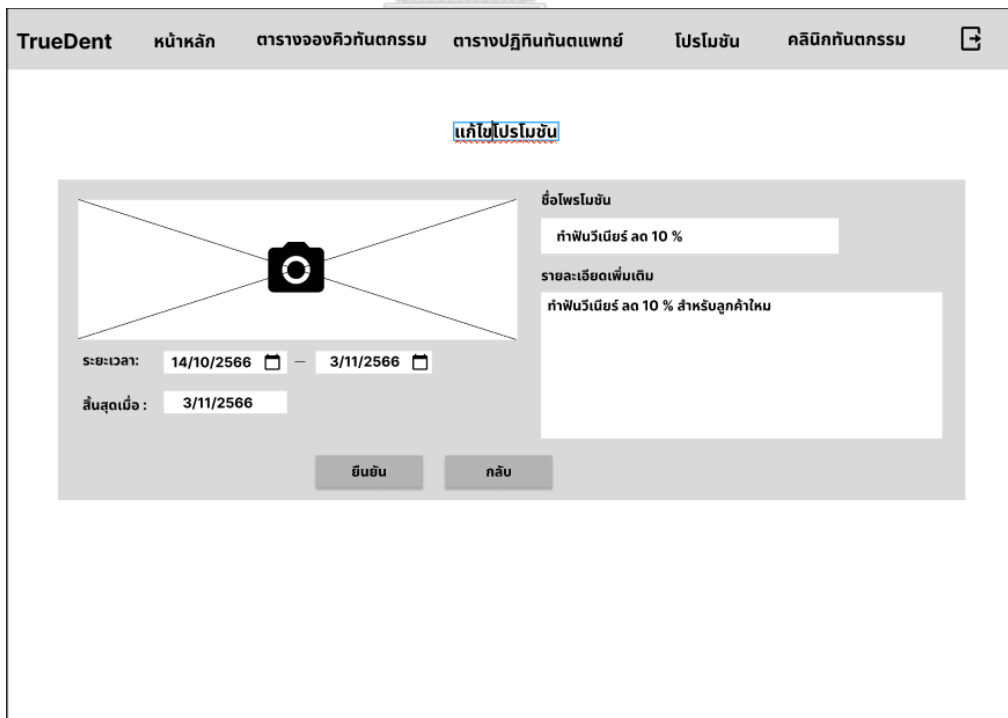 TrueDent หน้าหลัก ตารางจองคิวทันตกรรม ตารางปฏิทินทันตแพทย์ โปรโมชัน คลินิกทันตกรรม
แก้ไขโปรโมชัน
ชื่อโพรโมชัน
ทำฟันวีเนียร์ ลด 10 %
รายละเอียดเพิ่มเติม
ทำฟันวีเนียร์ ลด 10 % สำหรับลูกค้าใหม
ระยะเวลา: 14/10/2566 — 3/11/2566
สิ้นสุดเมื่อ : 3/11/2566
ยืนยัน กลับ